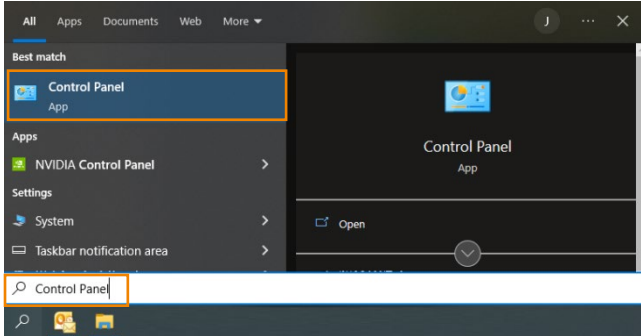 All Apps Documents Web More
J
Best match
Control Panel
App
Apps
NVIDIA Control Panel
Settings
System
Taskbar notification area
Control Panel
App
Open
Control Panel